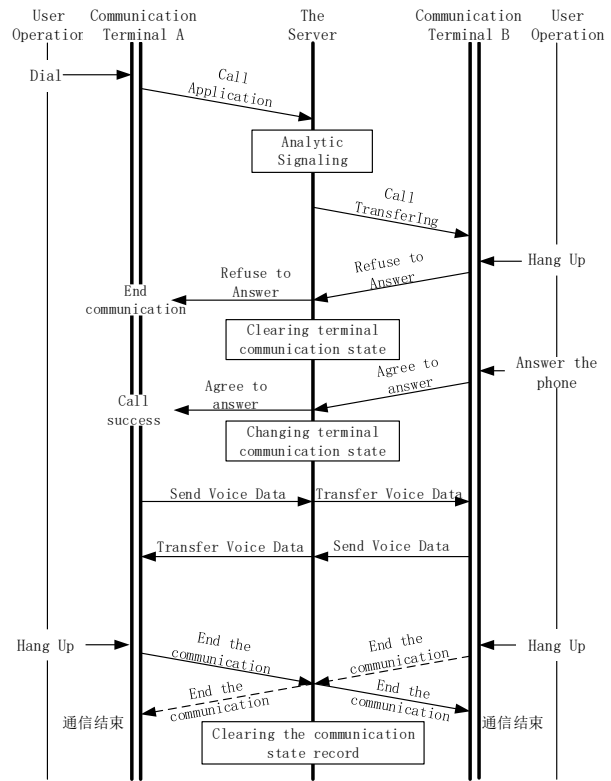 User
Operation
Communication
Terminal A
The
Server
Communication
Terminal B
User
Operation
Dial
Call
Application
Analytic
Signaling
Call
TransferIng
Hang Up
Refuse to
Answer
Refuse to
Answer
End
communication
Clearing terminal
communication state
Answer the
phone
Agree to
answer
Agree to
answer
Call
success
Changing terminal
communication state
Send Voice Data
Transfer Voice Data
Transfer Voice Data
Send Voice Data
Hang Up
End the
communication
End the
communication
Hang Up
End the
communication
End the
communication
通信结束
通信结束
Clearing the communication
state record